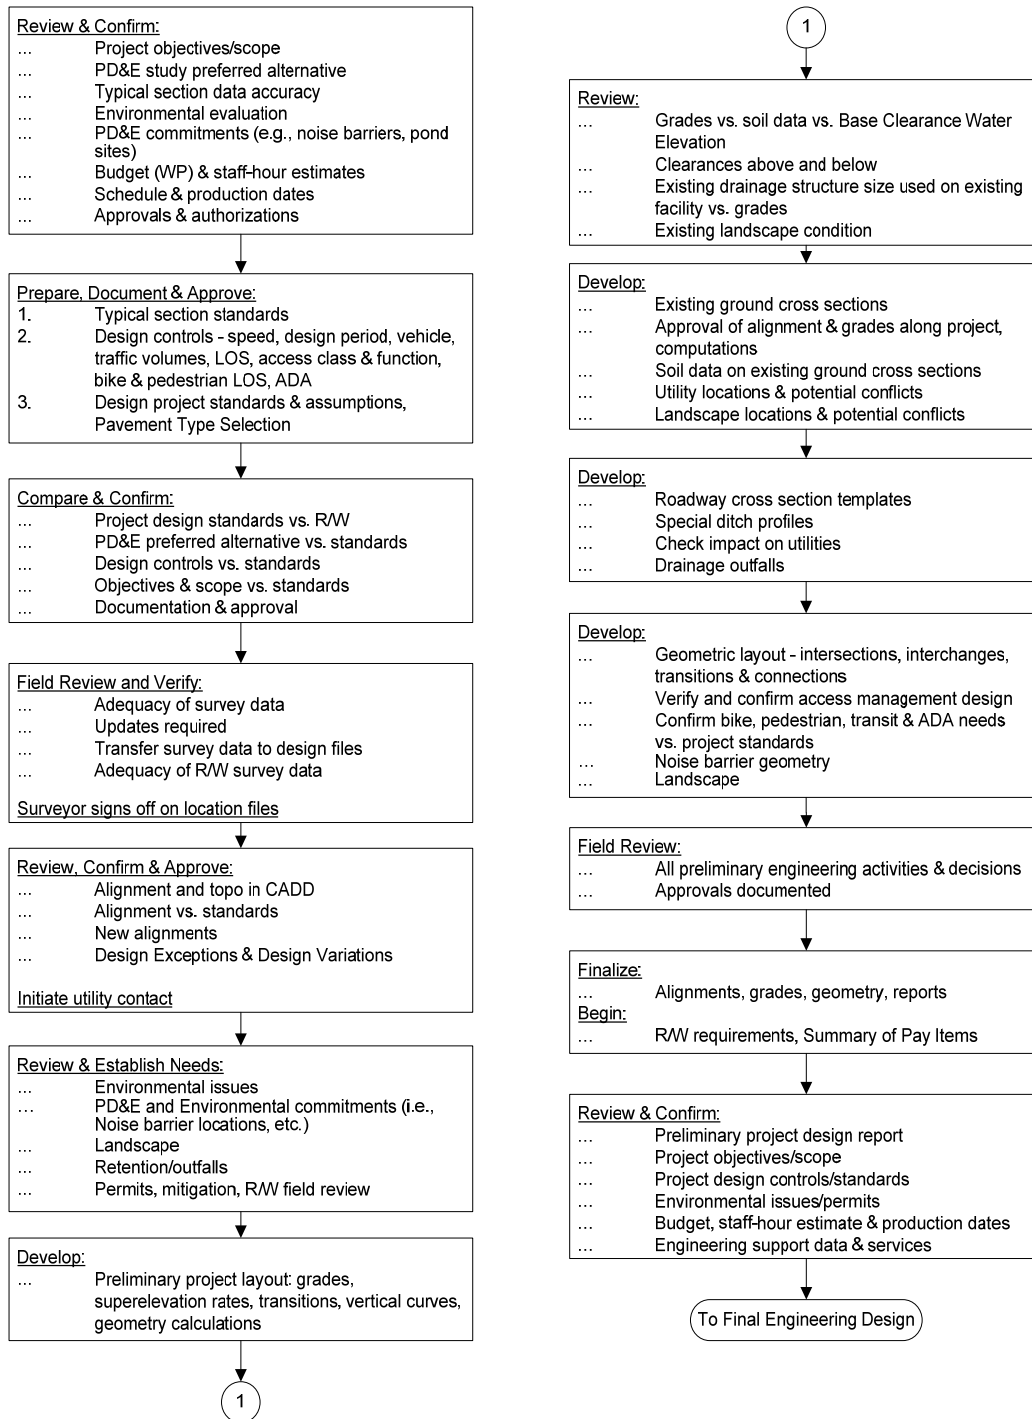 Review & Confirm:
... Project objectives/scope
... PD&E study preferred alternative
... Typical section data accuracy
... Environmental evaluation
... PD&E commitments (e.g., noise barriers, pond
sites)
... Budget (WP) & staff-hour estimates
... Schedule & production dates
... Approvals & authorizations
Prepare, Document & Approve:
1. Typical section standards
2. Design controls - speed, design period, vehicle,
traffic volumes, LOS, access class & function,
bike & pedestrian LOS, ADA
3. Design project standards & assumptions,
Pavement Type Selection
Compare & Confirm:
... Project design standards vs. R/W
... PD&E preferred alternative vs. standards
... Design controls vs. standards
... Objectives & scope vs. standards
... Documentation & approval
Field Review and Verify:
... Adequacy of survey data
... Updates required
... Transfer survey data to design files
... Adequacy of R/W survey data
Surveyor signs off on location files
Review, Confirm & Approve:
... Alignment and topo in CADD
... Alignment vs. standards
... New alignments
... Design Exceptions & Design Variations
Initiate utility contact
Review & Establish Needs:
... Environmental issues
... PD&E and Environmental commitments (i.e.,
Noise barrier locations, etc.)
... Landscape
... Retention/outfalls
... Permits, mitigation, R/W field review
Develop:
... Preliminary project layout: grades,
superelevation rates, transitions, vertical curves,
geometry calculations
1
1
Review:
... Grades vs. soil data vs. Base Clearance Water
Elevation
... Clearances above and below
... Existing drainage structure size used on existing
facility vs. grades
... Existing landscape condition
Develop:
... Existing ground cross sections
... Approval of alignment & grades along project,
computations
... Soil data on existing ground cross sections
... Utility locations & potential conflicts
... Landscape locations & potential conflicts
Develop:
... Roadway cross section templates
... Special ditch profiles
... Check impact on utilities
... Drainage outfalls
Develop:
... Geometric layout - intersections, interchanges,
transitions & connections
... Verify and confirm access management design
... Confirm bike, pedestrian, transit & ADA needs
vs. project standards
... Noise barrier geometry
... Landscape
Field Review:
... All preliminary engineering activities & decisions
... Approvals documented
Finalize:
... Alignments, grades, geometry, reports
Begin:
... R/W requirements, Summary of Pay Items
Review & Confirm:
... Preliminary project design report
... Project objectives/scope
... Project design controls/standards
... Environmental issues/permits
... Budget, staff-hour estimate & production dates
... Engineering support data & services
To Final Engineering Design